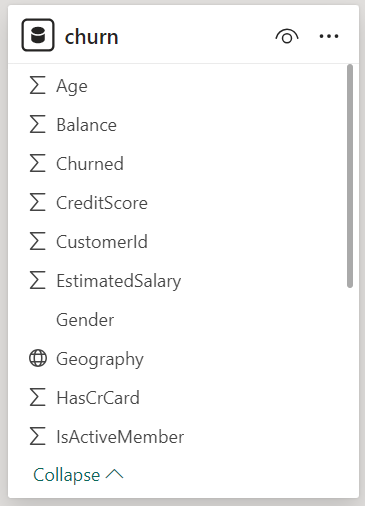 churn
Age
Balance
Churned
CreditScore
CustomerId
EstimatedSalary
Gender
Geography
HasCrCard
IsActiveMember
Collapse